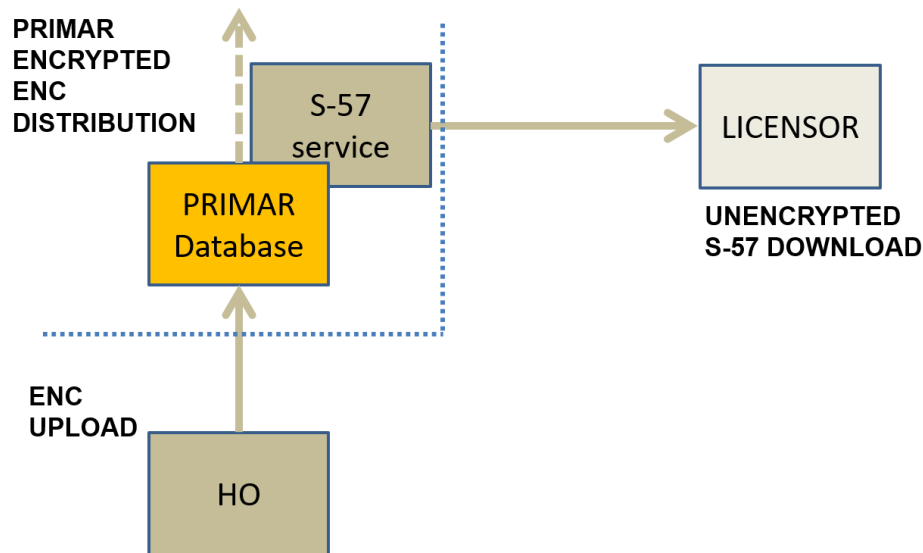 PRIMAR
ENCRYPTED
ENC
DISTRIBUTION
S-57
service
LICENSOR
PRIMAR
Database
UNENCRYPTED
S-57 DOWNLOAD
ENC
UPLOAD
HO